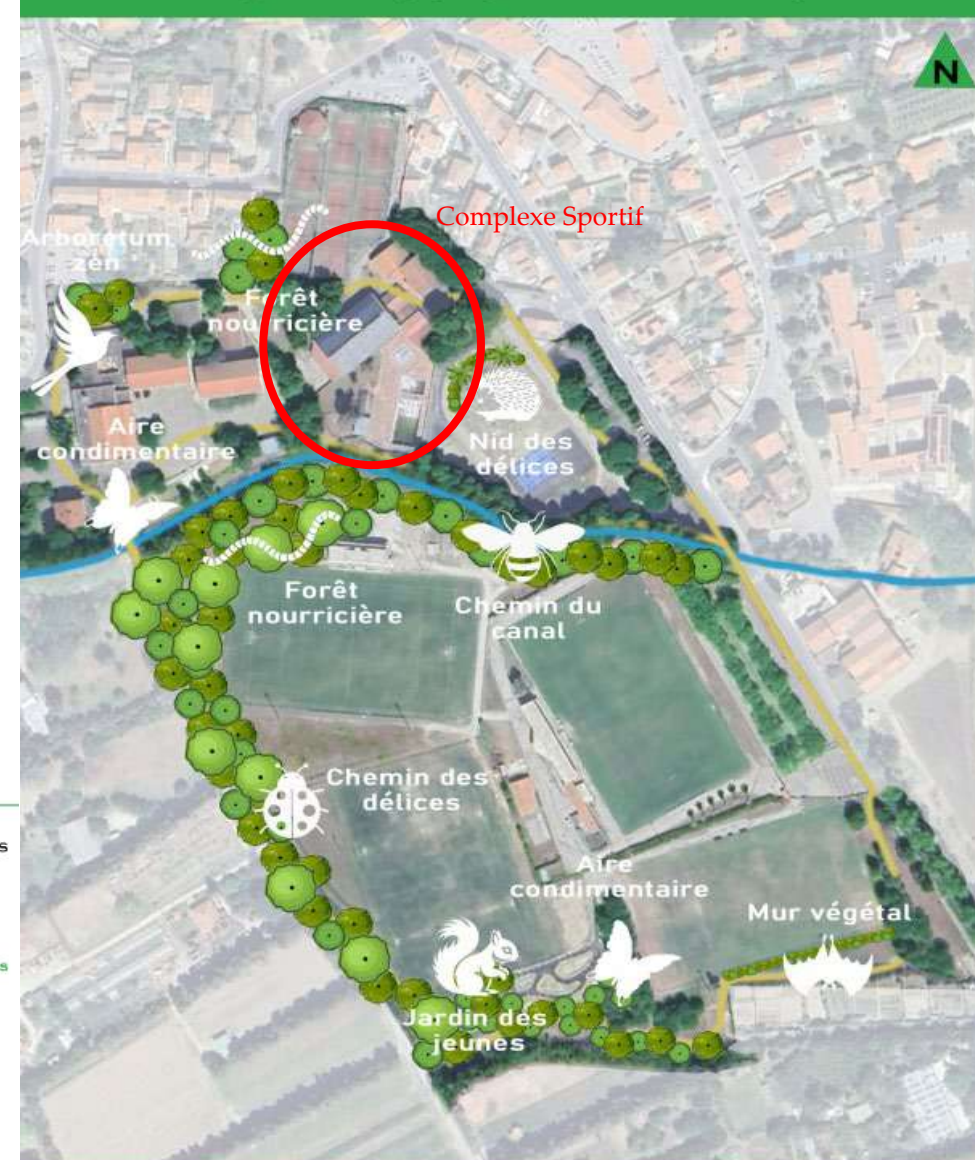 N
Complexe Sportif
Arboretum
zen
Forêt
nourricière
Aire
condimentaire
Nid des
délices
Forêt
nourricière
Chemin du
canal
Chemin des
délices
Aire
condimentaire
Mur végétal
Jardin des
jeunes
s
s